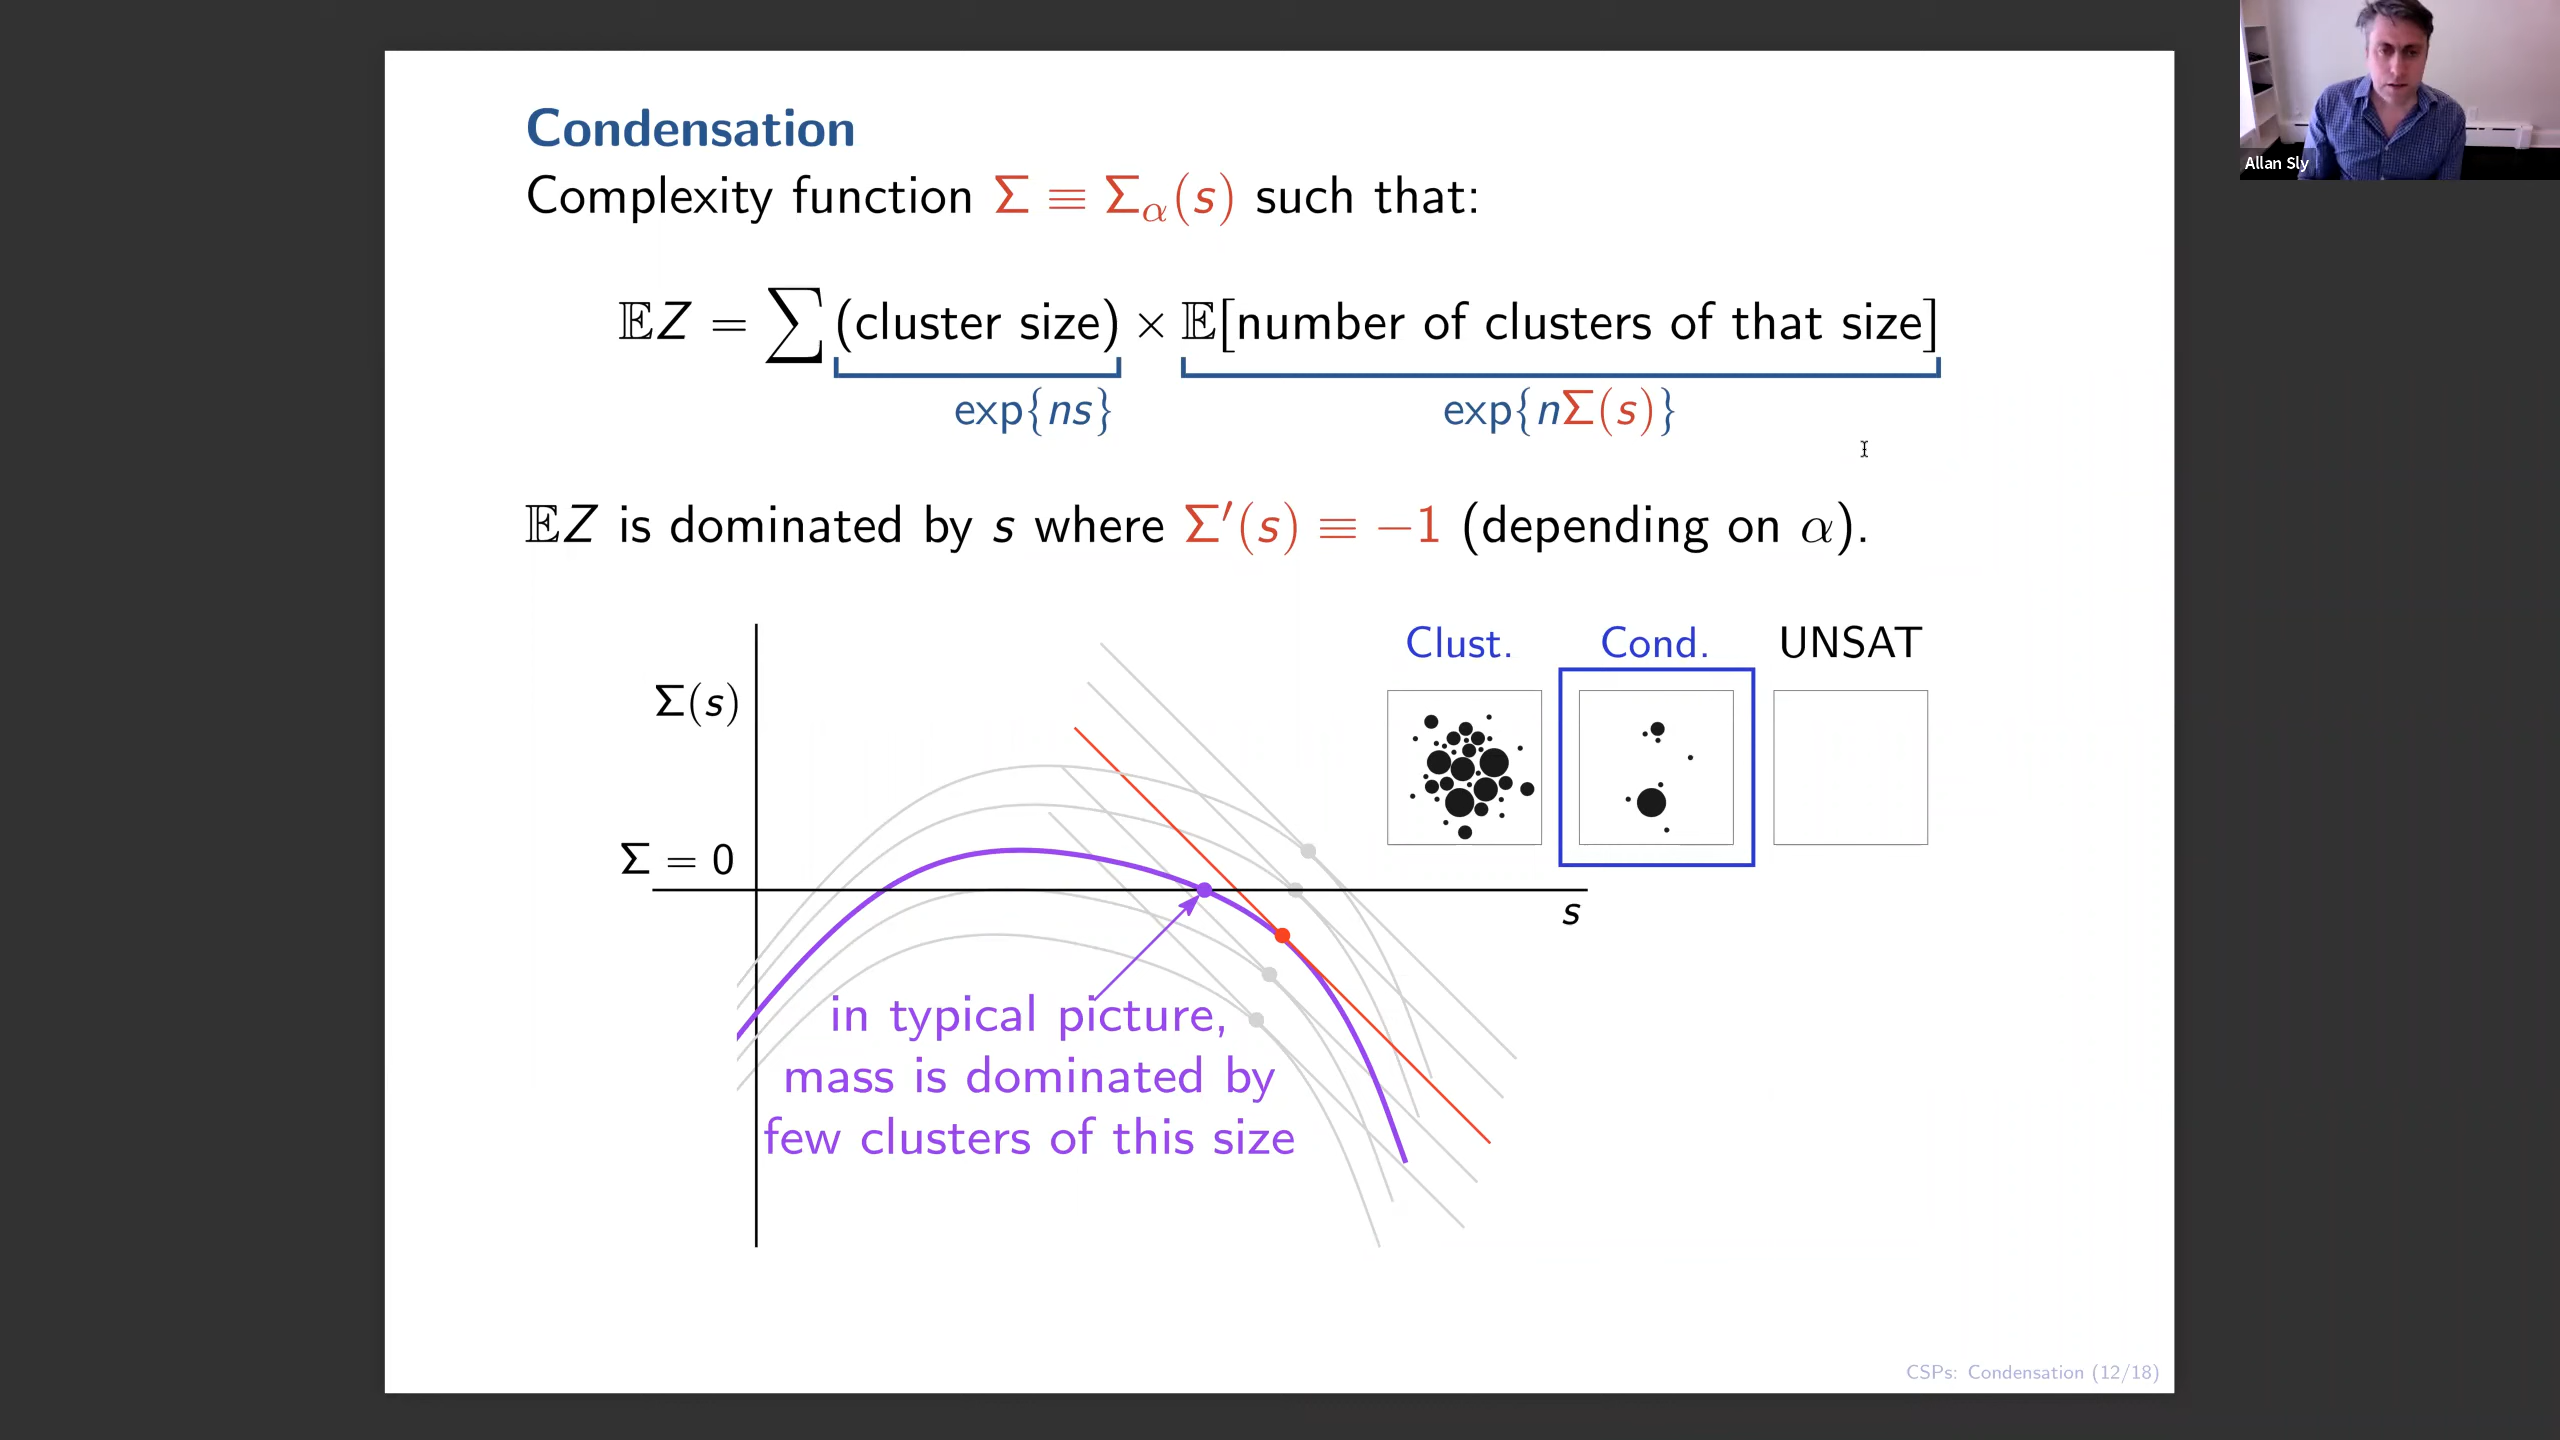 Condensation
Complexity function Σ ≡ Σ_α(s) such that:
𝔼Z = ∑ (cluster size) × 𝔼[number of clusters of that size]
exp{ns} exp{nΣ(s)}
𝔼Z is dominated by s where Σ′(s) ≡ −1 (depending on α).
Clust. Cond. UNSAT
Σ(s)
Σ = 0
s
in typical picture,
mass is dominated by
few clusters of this size
CSPs: Condensation (12/18)
Allan Sly